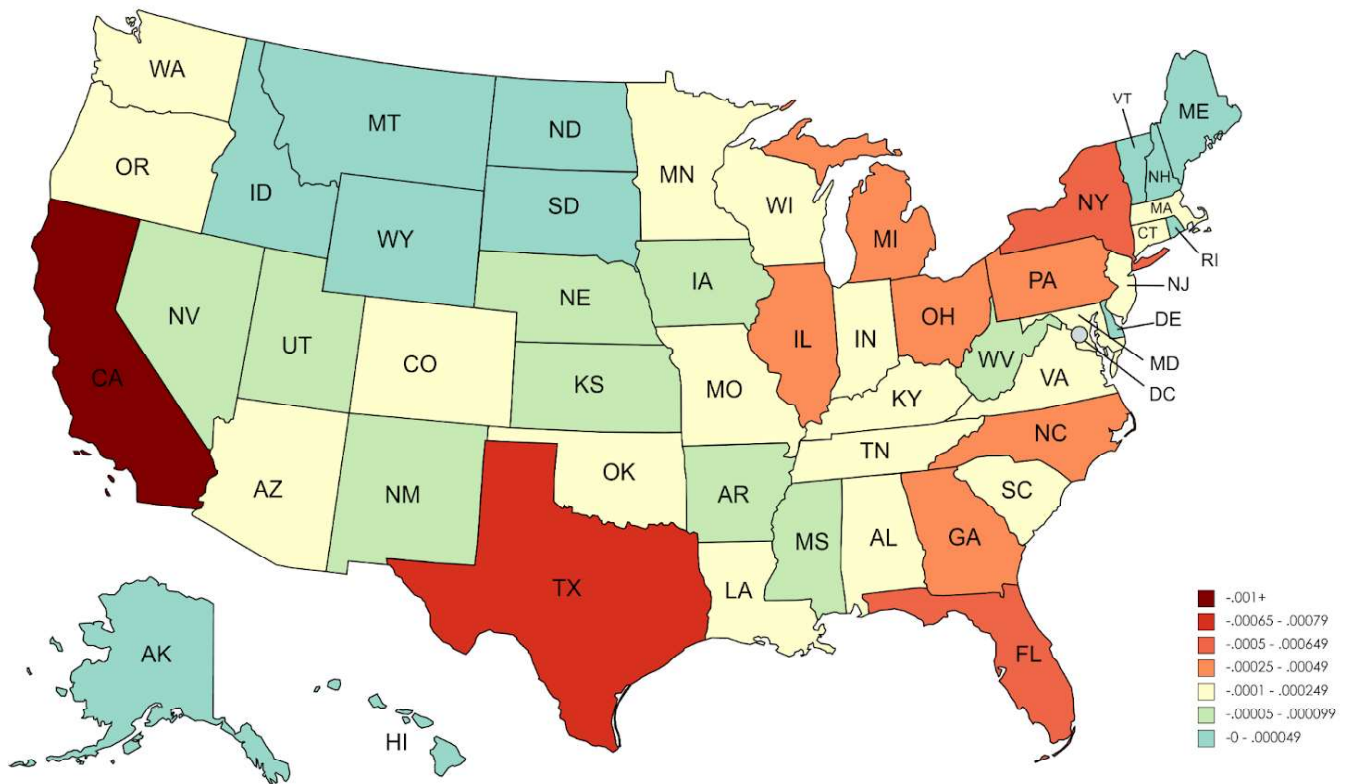 WA
MT
ND
VT
ME
OR
MN
ID
SD
WI
NH
NY
MA
WY
MI
CT
RI
IA
PA
NJ
NE
NV
OH
IL
IN
DE
UT
CO
WV
MD
CA
KS
MO
VA
DC
KY
NC
TN
OK
AZ
NM
AR
SC
MS
AL
GA
TX
LA
-.001+
-.00065 - .00079
FL
-.0005 - .000649
AK
-.00025 - .00049
-.0001 - .000249
-.00005 - .000099
HI
-0 - .000049